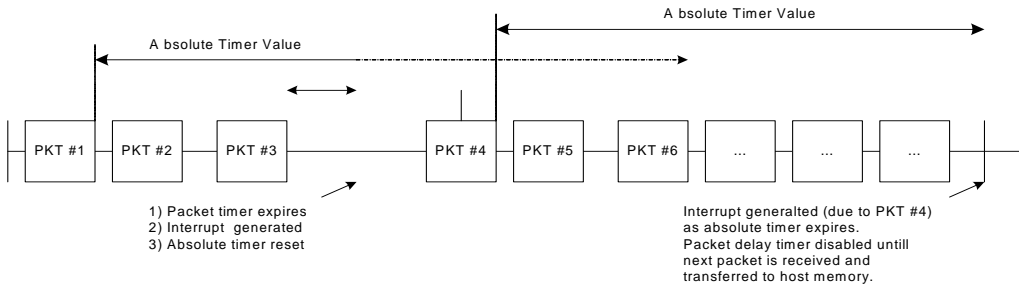 A bsolute Timer Value
A bsolute Timer Value
PKT #1
PKT #2
PKT #3
PKT #4
PKT #5
PKT #6
...
...
...
1) Packet timer expires
2) Interrupt generated
3) Absolute timer reset
Interrupt generalted (due to PKT #4)
as absolute timer expires.
Packet delay timer disabled untill
next packet is received and
transferred to host memory.